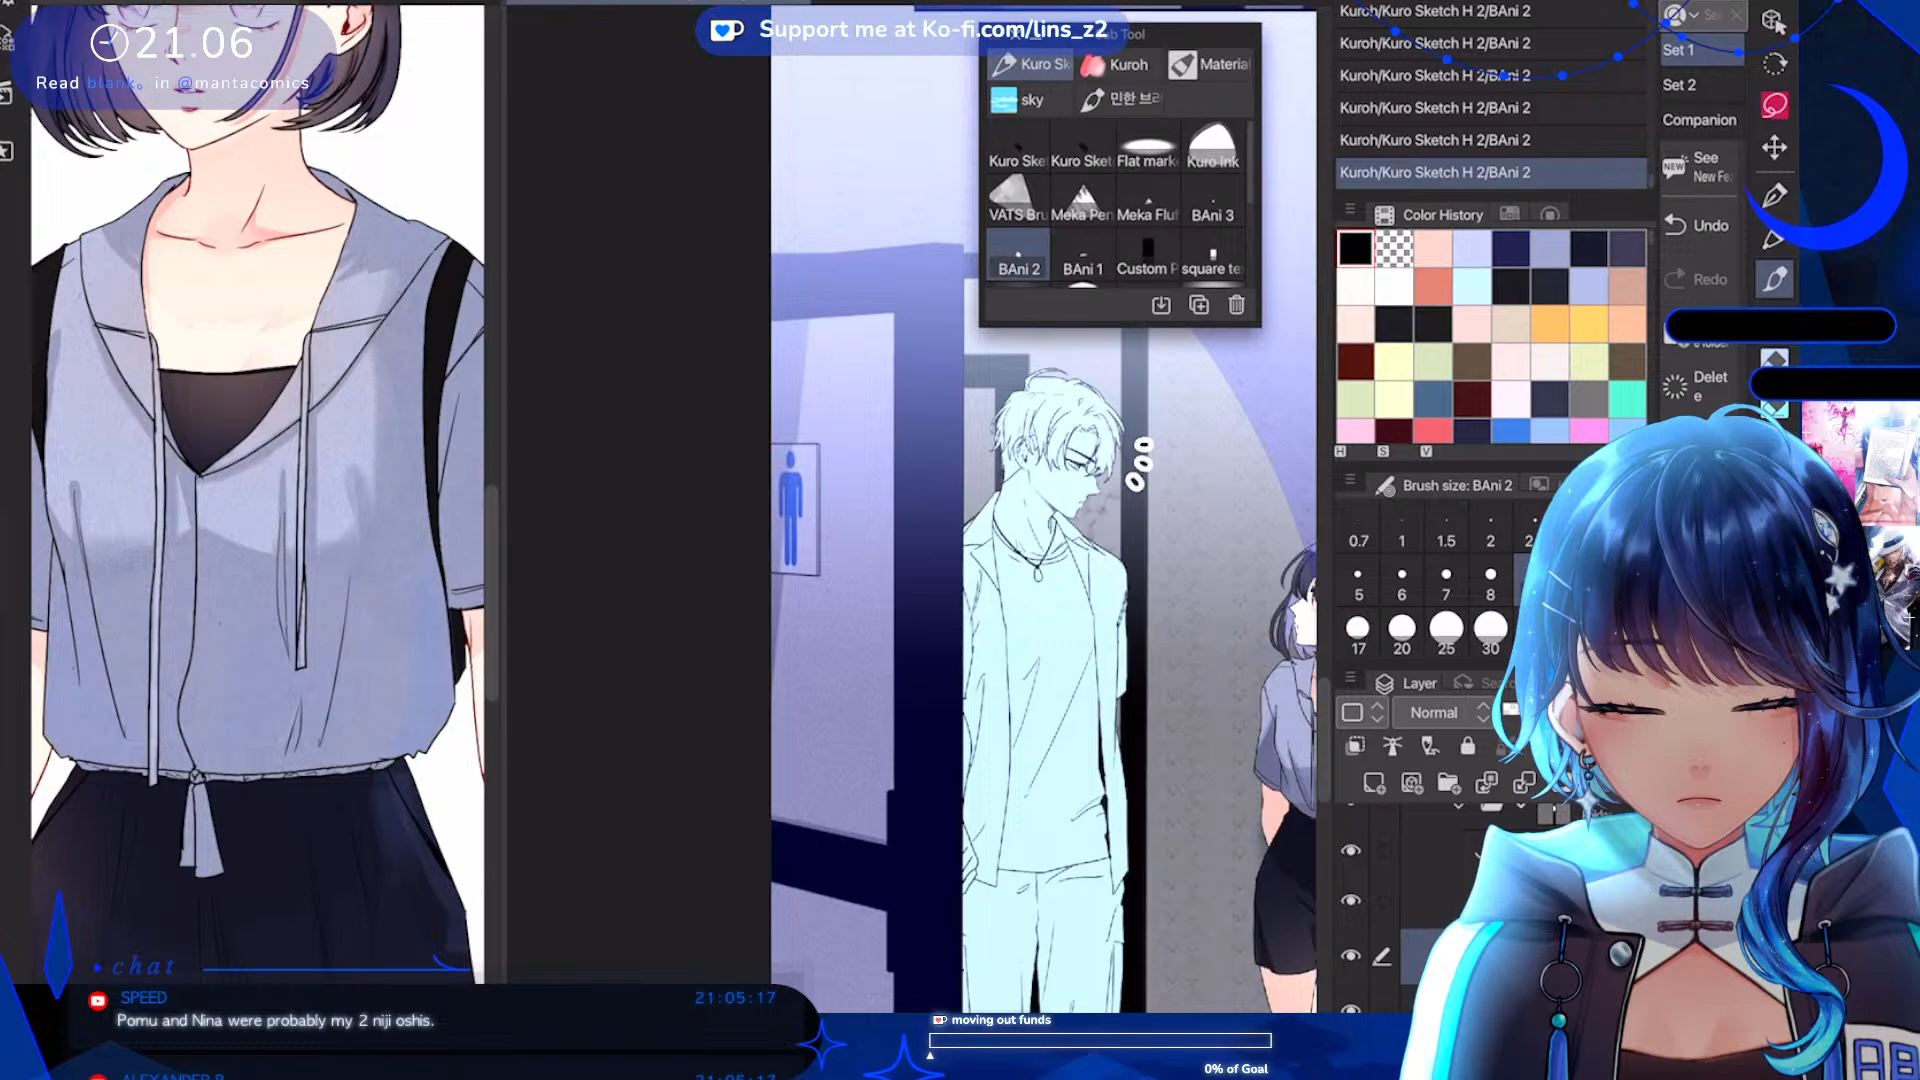 21.06
Read blank。 in @mantacomics
Support me at Ko-fi.com/lins_z2
Tool
Kuro Sk
Kuroh
Material
sky
민한 브러
Kuro Ske
Kuro Sket
Flat mark
Kuro Ink
VATS Bru
Meka Pen
Meka Fluf
BAni 3
BAni 2
BAni 1
Custom P
square te
Kuroh/Kuro Sketch H 2/BAni 2
Kuroh/Kuro Sketch H 2/BAni 2
Kuroh/Kuro Sketch H 2/BAni 2
Kuroh/Kuro Sketch H 2/BAni 2
Kuroh/Kuro Sketch H 2/BAni 2
Kuroh/Kuro Sketch H 2/BAni 2
Color History
H
S
V
Brush size: BAni 2
0.7
1
1.5
2
5
6
7
8
17
20
25
30
Layer
Normal
Set 1
Set 2
Companion
NEW
See
New Fe
Undo
Redo
Delet
e
chat
SPEED
21:05:17
Pomu and Nina were probably my 2 niji oshis.
moving out funds
0% of Goal